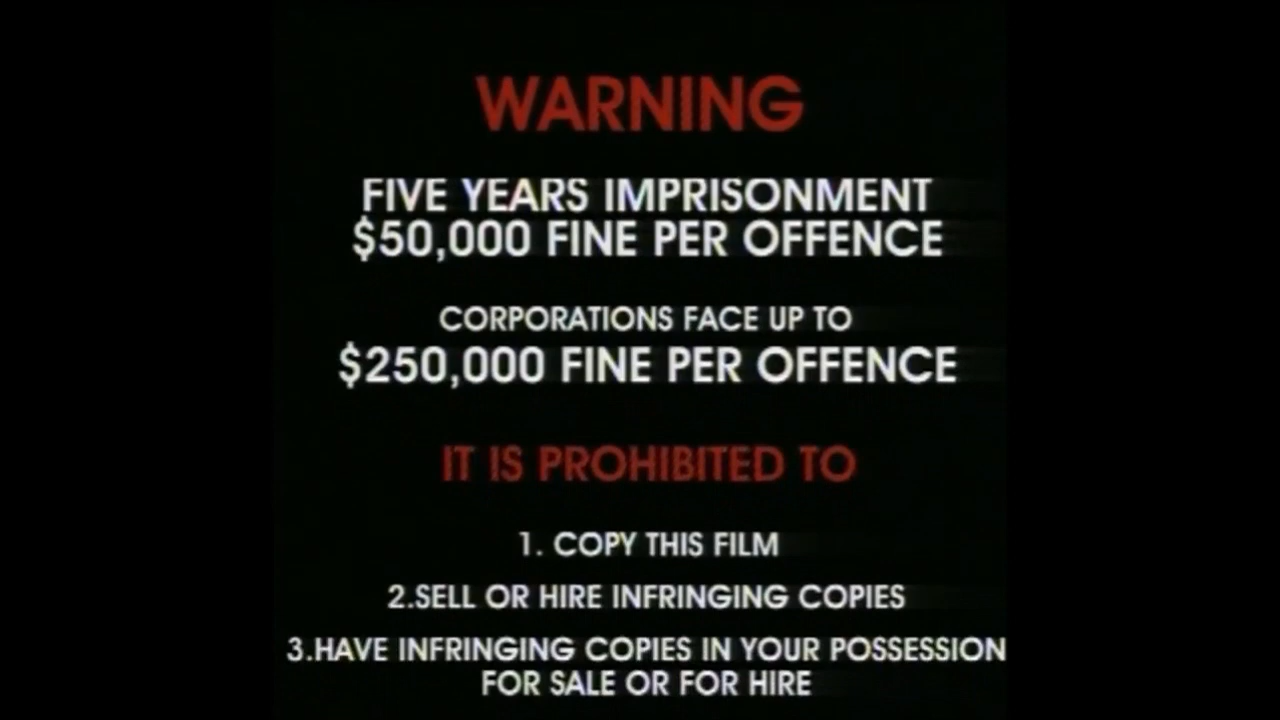 WARNING
FIVE YEARS IMPRISONMENT
$50,000 FINE PER OFFENCE
CORPORATIONS FACE UP TO
$250,000 FINE PER OFFENCE
IT IS PROHIBITED TO
1. COPY THIS FILM
2.SELL OR HIRE INFRINGING COPIES
3.HAVE INFRINGING COPIES IN YOUR POSSESSION
FOR SALE OR FOR HIRE